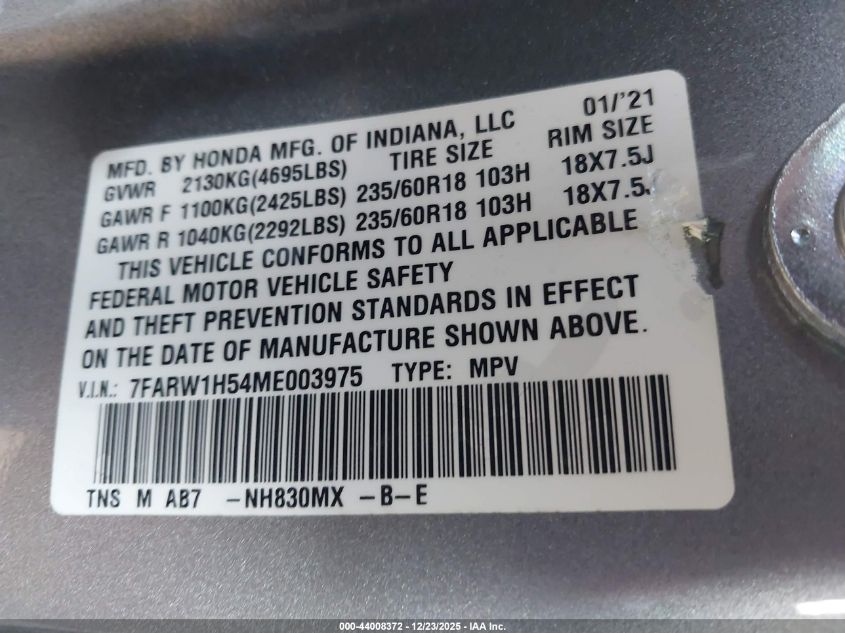 MFD. BY HONDA MFG. OF INDIANA, LLC 01/'21
GVWR 2130KG(4695LBS) TIRE SIZE RIM SIZE
GAWR F 1100KG(2425LBS) 235/60R18 103H 18X7.5J
GAWR R 1040KG(2292LBS) 235/60R18 103H 18X7.5J
THIS VEHICLE CONFORMS TO ALL APPLICABLE
FEDERAL MOTOR VEHICLE SAFETY
AND THEFT PREVENTION STANDARDS IN EFFECT
ON THE DATE OF MANUFACTURE SHOWN ABOVE.
V.I.N.: 7FARW1H54ME003975 TYPE: MPV
TNS M AB7 -NH830MX -B-E
000-44008372 - 12/23/2025 - IAA Inc.